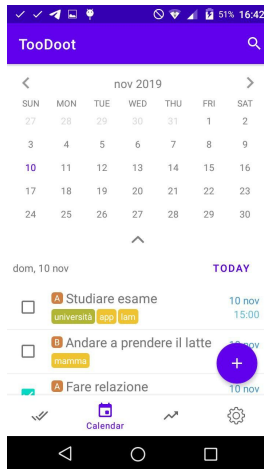 51% 16:42
TooDoot
nov 2019
SUN MON TUE WED THU FRI SAT
27 28 29 30 31 1 2
3 4 5 6 7 8 9
10 11 12 13 14 15 16
17 18 19 20 21 22 23
24 25 26 27 28 29 30
dom, 10 nov TODAY
A Studiare esame 10 nov
università app lam 15:00
B Andare a prendere il latte nov
mamma
A Fare relazione 10 nov
Calendar